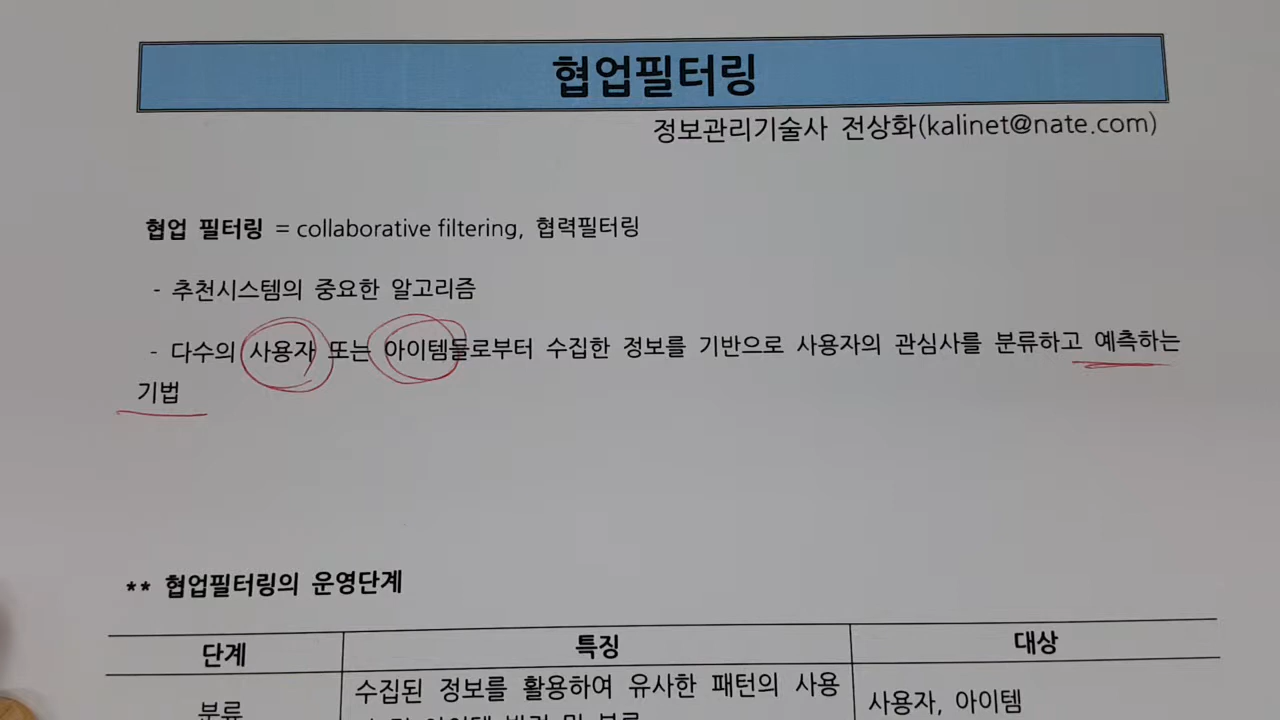 협업필터링
정보관리기술사 전상화(kalinet@nate.com)
협업 필터링 = collaborative filtering, 협력필터링
- 추천시스템의 중요한 알고리즘
- 다수의 사용자 또는 아이템들로부터 수집한 정보를 기반으로 사용자의 관심사를 분류하고 예측하는
기법
** 협업필터링의 운영단계
단계 특징 대상
수집된 정보를 활용하여 유사한 패턴의 사용
분류 사용자, 아이템